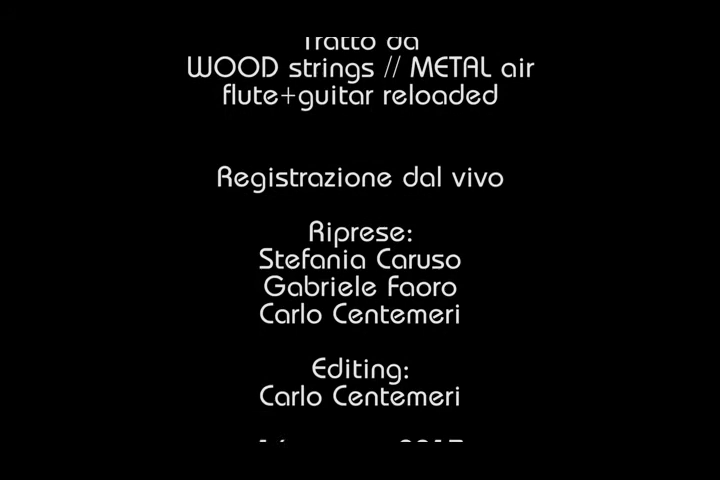 Tratto da
WOOD strings // METAL air
flute+guitar reloaded
Registrazione dal vivo
Riprese:
Stefania Caruso
Gabriele Faoro
Carlo Centemeri
Editing:
Carlo Centemeri